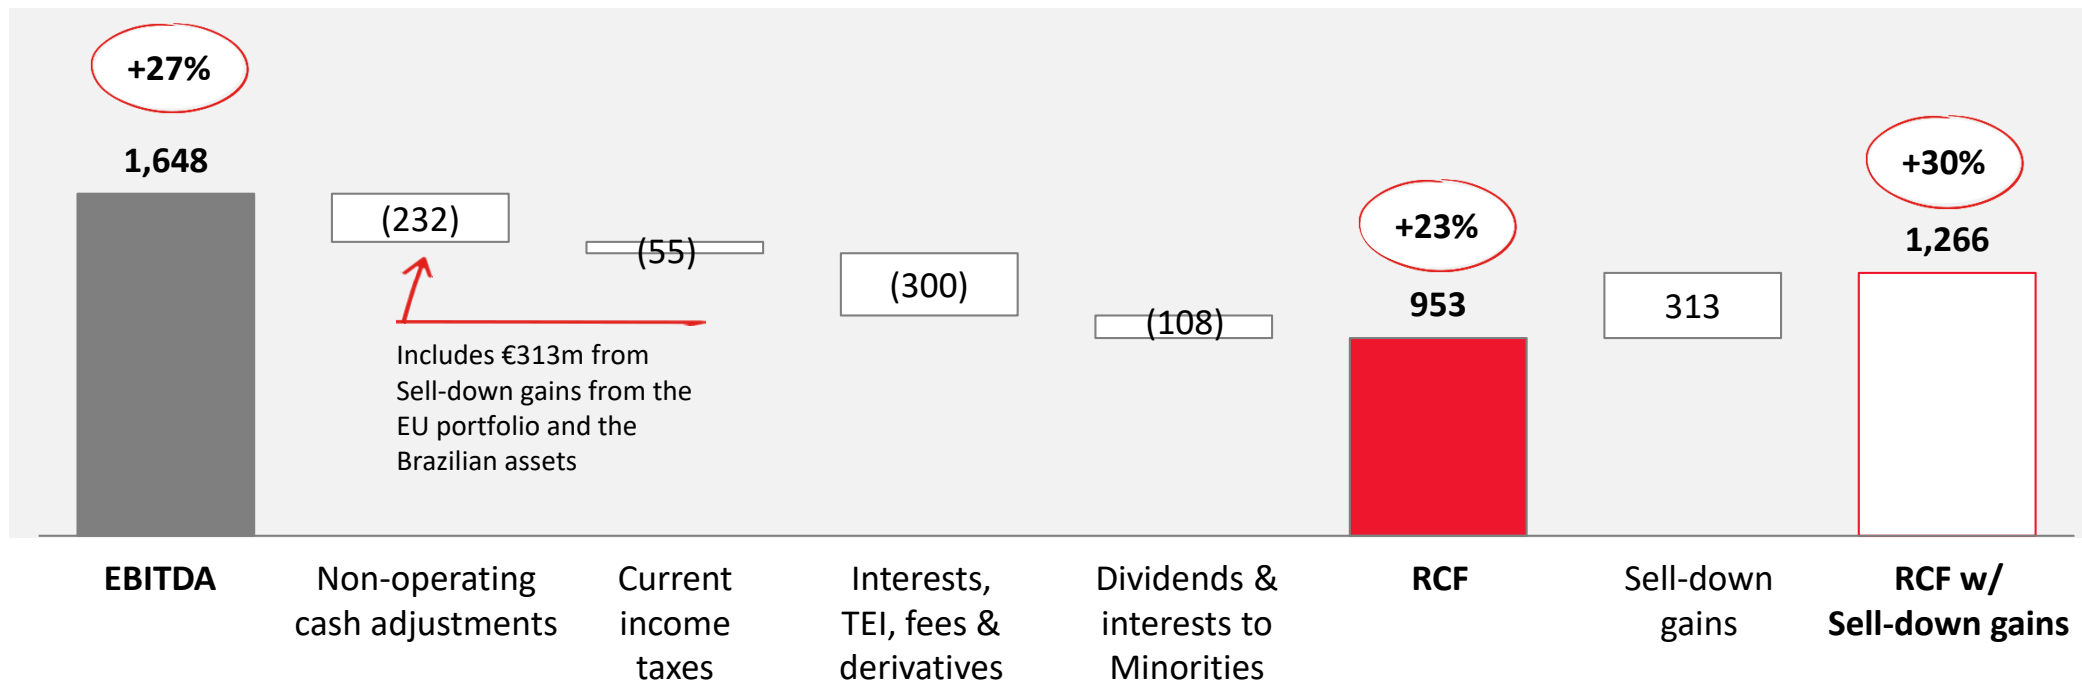 +27%
1,648
(232)
(55)
(300)
(108)
+23%
953
313
+30%
1,266
Includes €313m from
Sell-down gains from the
EU portfolio and the
Brazilian assets
EBITDA
Non-operating
cash adjustments
Current
income
taxes
Interests,
TEI, fees &
derivatives
Dividends &
interests to
Minorities
RCF
Sell-down
gains
RCF w/
Sell-down gains